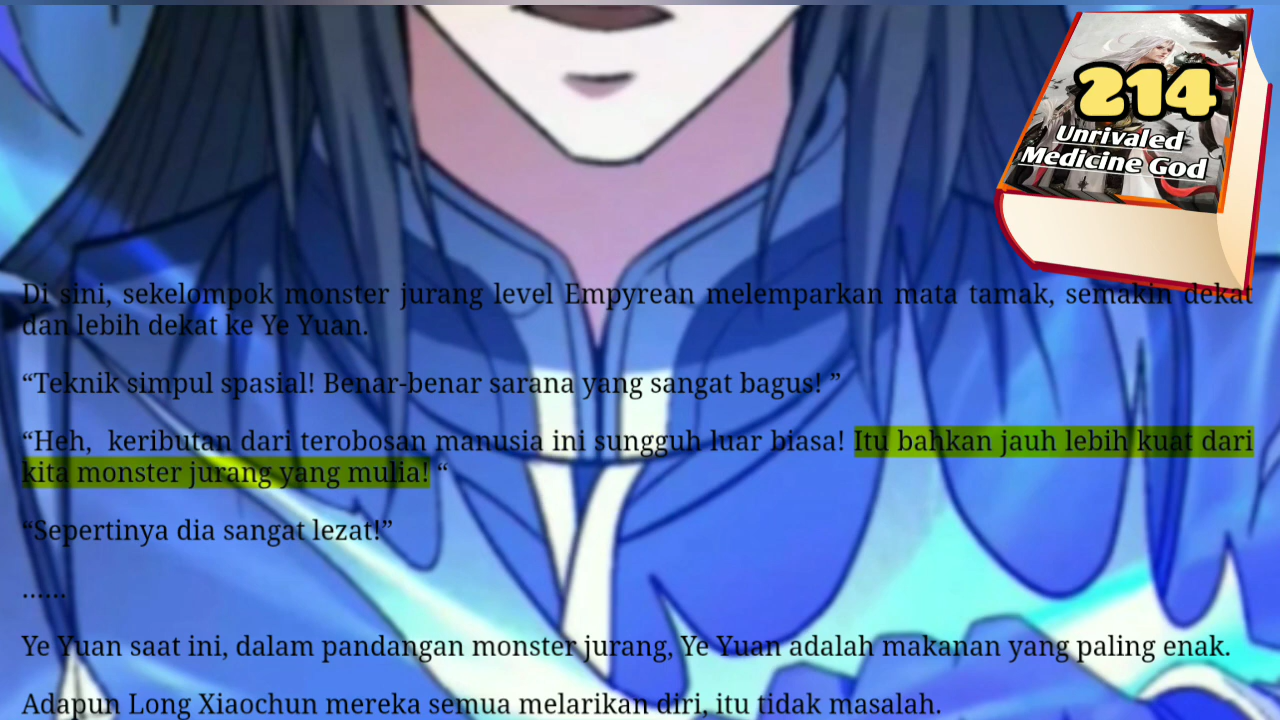 214
Unrivaled
Medicine God
Di sini, sekelompok monster jurang level Empyrean melemparkan mata tamak, semakin dekat
dan lebih dekat ke Ye Yuan.
“Teknik simpul spasial! Benar-benar sarana yang sangat bagus! ”
“Heh,  keributan dari terobosan manusia ini sungguh luar biasa! Itu bahkan jauh lebih kuat dari
kita monster jurang yang mulia! “
“Sepertinya dia sangat lezat!”
……
Ye Yuan saat ini, dalam pandangan monster jurang, Ye Yuan adalah makanan yang paling enak.
Adapun Long Xiaochun mereka semua melarikan diri, itu tidak masalah.